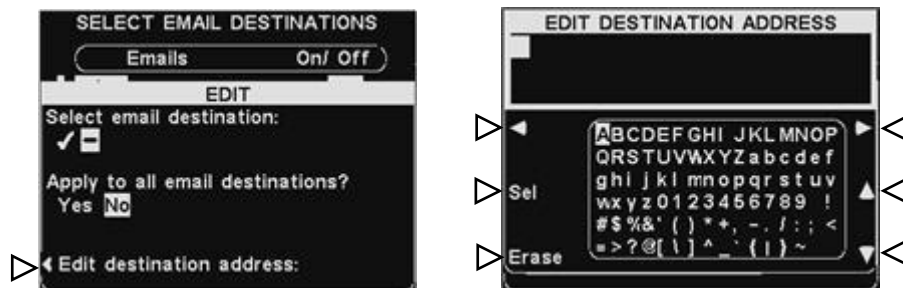 SELECT EMAIL DESTINATIONS
Emails On/ Off
EDIT
Select email destination:
✓ –
Apply to all email destinations?
Yes No
Edit destination address:
EDIT DESTINATION ADDRESS
ABCDEFGHIJKLMNOP
QRSTUVWXYZabcdef
Sel ghijklmnopqrstuv
wxyz0123456789 !
#$%&'()*+,-./:;<
Erase =>?@[\]^_`{|}~